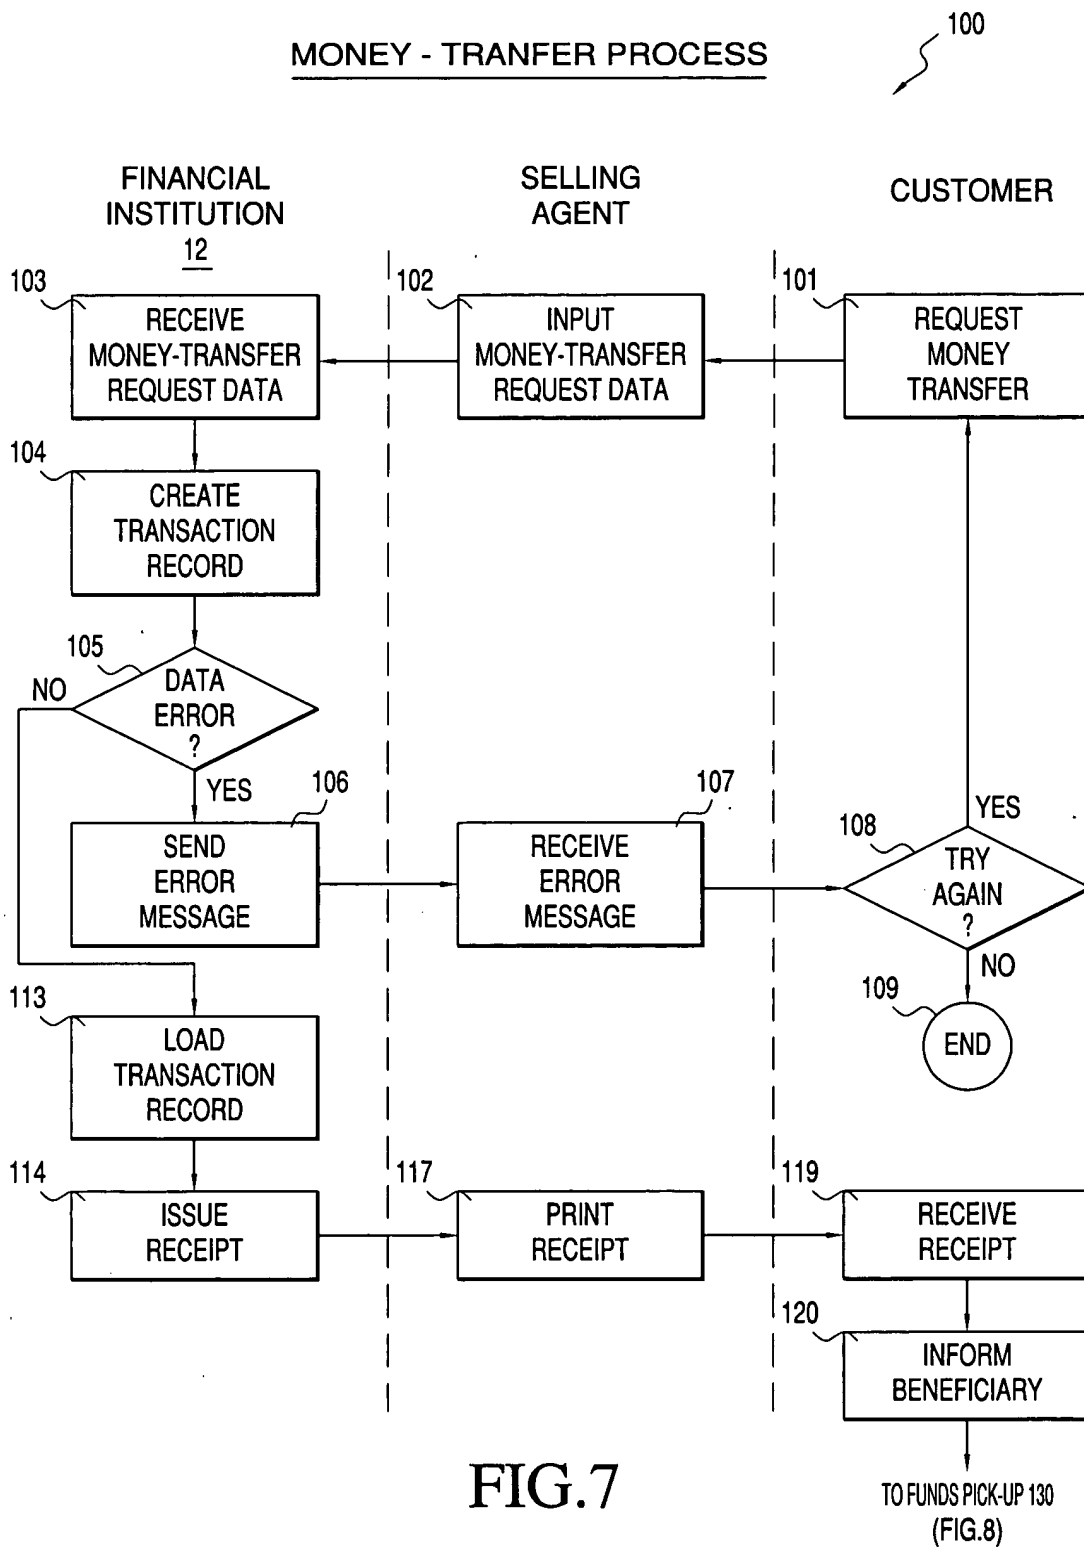 100
MONEY - TRANFER PROCESS
FINANCIAL
INSTITUTION
12
SELLING
AGENT
CUSTOMER
103
RECEIVE
MONEY-TRANSFER
REQUEST DATA
102
INPUT
MONEY-TRANSFER
REQUEST DATA
101
REQUEST
MONEY
TRANSFER
104
CREATE
TRANSACTION
RECORD
105
NO
DATA
ERROR
?
YES
106
SEND
ERROR
MESSAGE
107
RECEIVE
ERROR
MESSAGE
YES
108
TRY
AGAIN
?
NO
109
END
113
LOAD
TRANSACTION
RECORD
114
ISSUE
RECEIPT
117
PRINT
RECEIPT
119
RECEIVE
RECEIPT
120
INFORM
BENEFICIARY
TO FUNDS PICK-UP 130
(FIG.8)
FIG.7